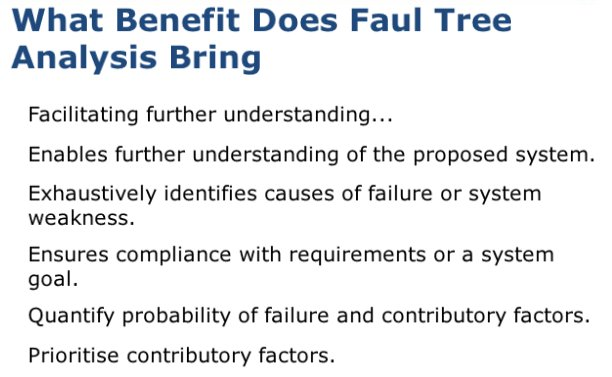 What Benefit Does Faul Tree
Analysis Bring
Facilitating further understanding...
Enables further understanding of the proposed system.
Exhaustively identifies causes of failure or system
weakness.
Ensures compliance with requirements or a system
goal.
Quantify probability of failure and contributory factors.
Prioritise contributory factors.